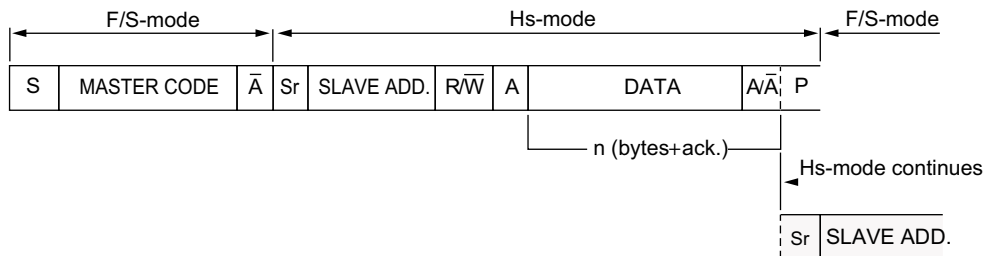 F/S-mode Hs-mode F/S-mode
S MASTER CODE A̅ Sr SLAVE ADD. R/W̅ A DATA A/A̅ P
n (bytes+ack.)
Hs-mode continues
Sr SLAVE ADD.